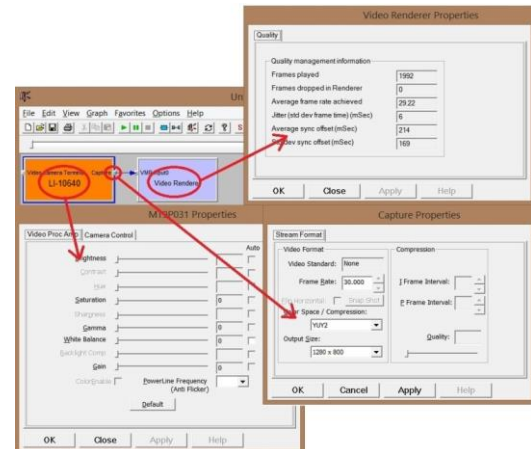 Video Renderer Properties
Quality
Quality management information
Frames played 1992
Frames dropped in Renderer 0
Average frame rate achieved 29.22
Jitter (std dev frame time) (mSec) 6
Average sync offset (mSec) 214
dev sync offset (mSec) 169
OK Close Apply Help
File Edit View Graph Favorites Options Help
Capture
LI-10640
Video Rendere
Properties
Video Proc Amp Camera Control
Auto
Brightness
Contrast
Hue
Saturation 0
Sharpness
Gamma 0
White Balance 0
Backlight Comp
Gain 0
ColorEnable PowerLine Frequency
(Anti Flicker)
Default
OK Close Apply Help
Capture Properties
Stream Format
Video Format
Video Standard: None
Frame Rate: 30.000
Horizontal: Snap Shot
Space / Compression:
YUY2
Output Size:
1280 x 800
Compression
I Frame Interval:
P Frame Interval:
Quality:
OK Cancel Apply Help